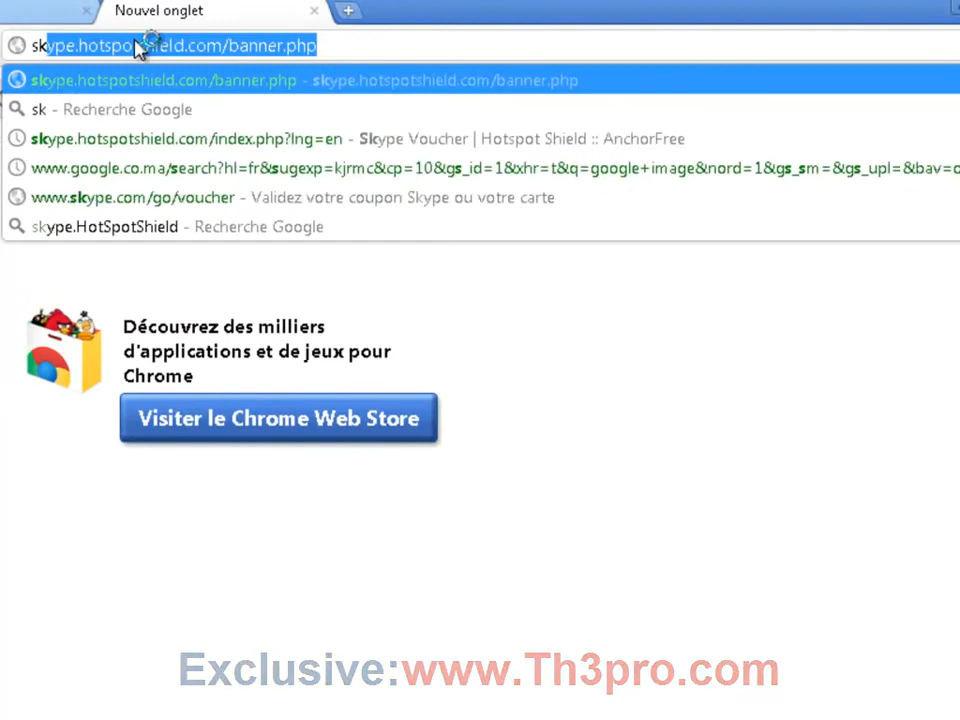 Nouvel onglet
skype.hotspotshield.com/banner.php
skype.hotspotshield.com/banner.php - skype.hotspotshield.com/banner.php
sk - Recherche Google
skype.hotspotshield.com/index.php?lng=en - Skype Voucher | Hotspot Shield :: AnchorFree
www.google.co.ma/search?hl=fr&sugexp=kjrmc&cp=10&gs_id=1&xhr=t&q=google+image&nord=1&gs_sm=&gs_upl=&bav=o
www.skype.com/go/voucher - Validez votre coupon Skype ou votre carte
skype.HotSpotShield - Recherche Google
Découvrez des milliers
d'applications et de jeux pour
Chrome
Visiter le Chrome Web Store
Exclusive:www.Th3pro.com